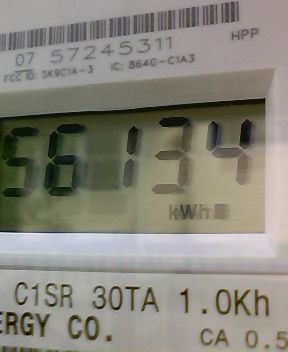 07 57245311
HPP
FCC ID: SK9C1A-3 IC: 864G-C1A3
56134
kWh
C1SR 30TA 1.0Kh
ERGY CO.
CA 0.5